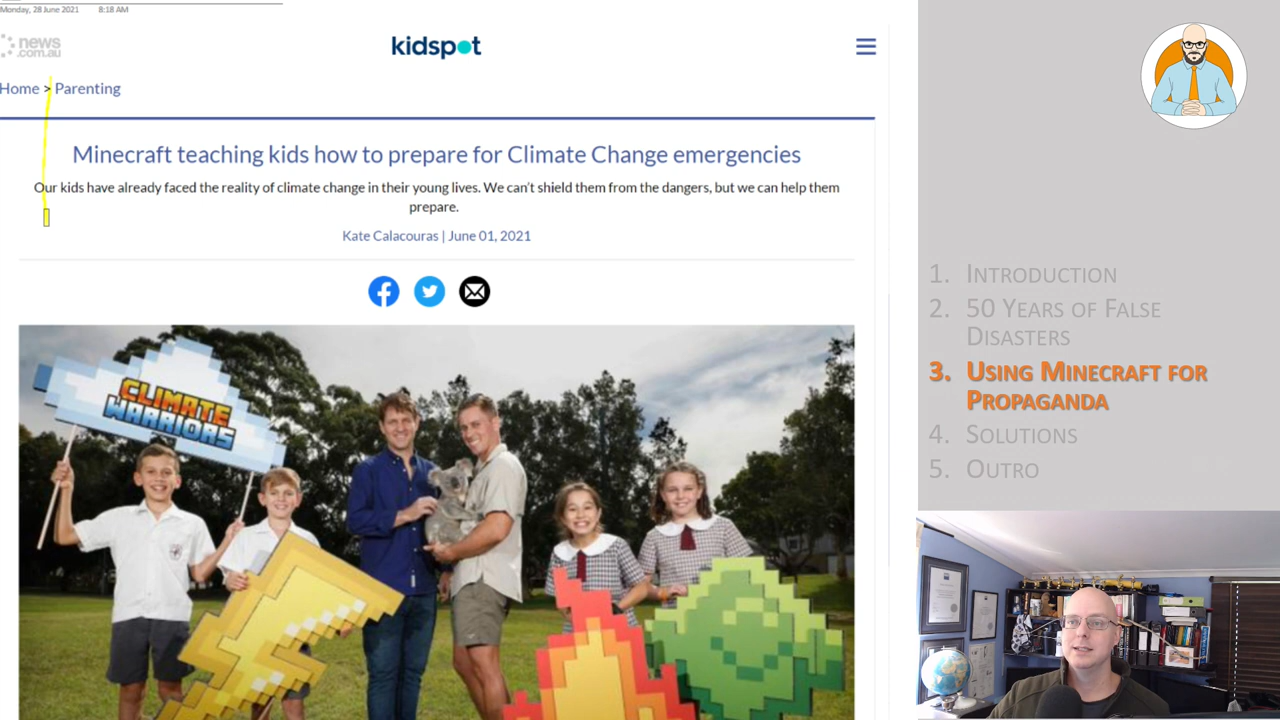 Monday, 28 June 2021 8:18 AM
news
.com.au
kidspot
Home > Parenting
Minecraft teaching kids how to prepare for Climate Change emergencies
Our kids have already faced the reality of climate change in their young lives. We can't shield them from the dangers, but we can help them
prepare.
Kate Calacouras | June 01, 2021
CLIMATE
WARRIORS
1. INTRODUCTION
2. 50 YEARS OF FALSE
DISASTERS
3. USING MINECRAFT FOR
PROPAGANDA
4. SOLUTIONS
5. OUTRO